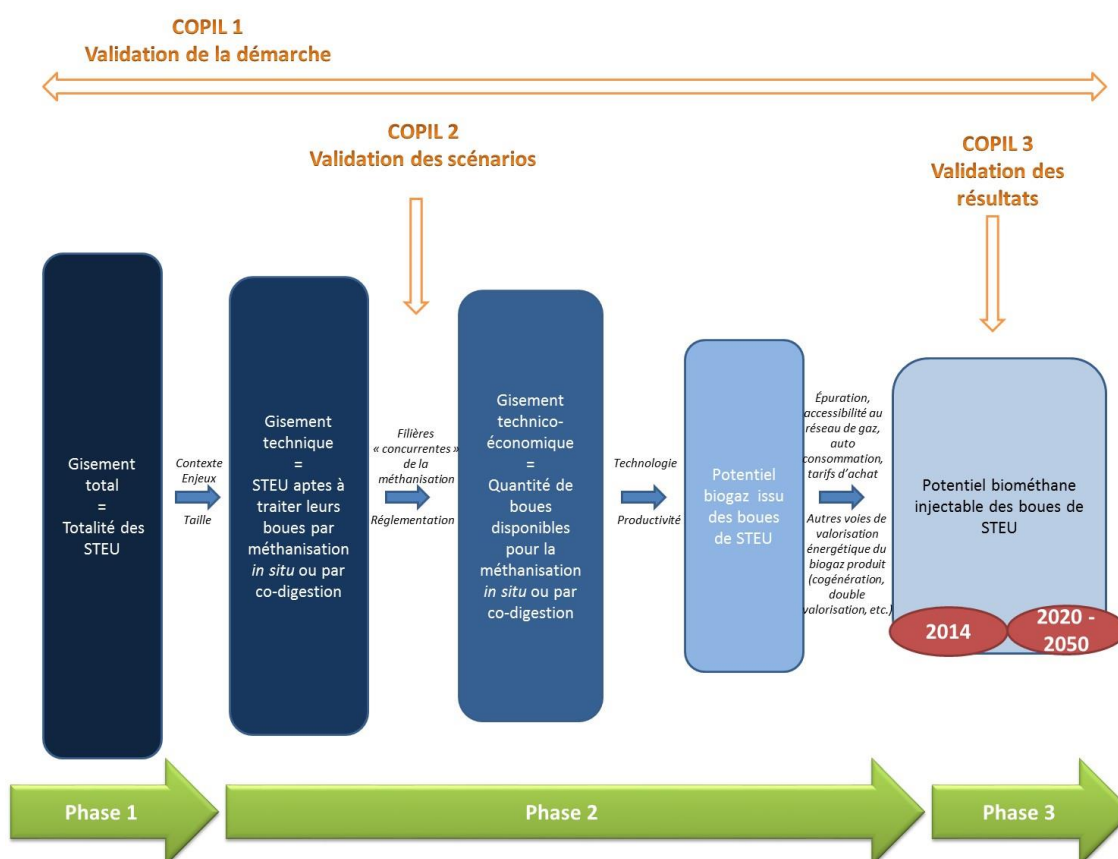 COPIL 1
Validation de la démarche
COPIL 2
Validation des scénarios
COPIL 3
Validation des
résultats
Gisement
total
=
Totalité des
STEU
Contexte
Enjeux
Taille
Gisement
technique
=
STEU aptes à
traiter leurs
boues par
méthanisation
in situ ou par
co-digestion
Filières
« concurrentes »
de la
méthanisation
Réglementation
Gisement
technico-
économique
=
Quantité de
boues
disponibles
pour la
méthanisation
in situ ou par
co-digestion
Technologie
Productivité
Potentiel
biogaz issu
des boues
de STEU
Épuration,
accessibilité au
réseau de gaz,
auto
consommation,
tarifs d'achat
Autres voies de
valorisation
énergétique du
biogaz produit
(cogénération,
double
valorisation, etc.)
Potentiel biométhane
injectable des boues de
STEU
2014
2020 -
2050
Phase 1
Phase 2
Phase 3